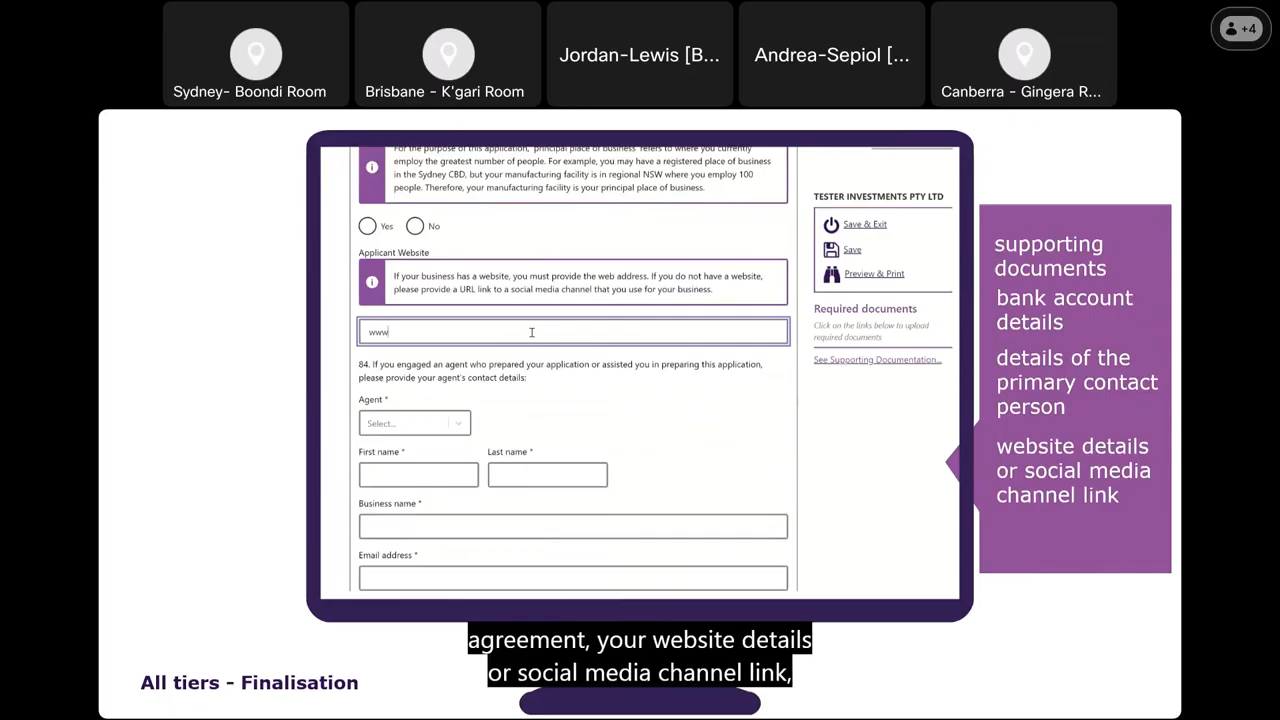 +4
Sydney- Boondi Room
Brisbane - K'gari Room
Jordan-Lewis [B...
Andrea-Sepiol [...
Canberra - Gingera R...
For the purpose of this application, 'principal place of business' refers to where you currently
employ the greatest number of people. For example, you may have a registered place of business
in the Sydney CBD, but your manufacturing facility is in regional NSW where you employ 100
people. Therefore, your manufacturing facility is your principal place of business.
Yes
No
Applicant Website
If your business has a website, you must provide the web address. If you do not have a website,
please provide a URL link to a social media channel that you use for your business.
www
84. If you engaged an agent who prepared your application or assisted you in preparing this application,
please provide your agent's contact details:
Agent *
Select...
First name *
Last name *
Business name *
Email address *
TESTER INVESTMENTS PTY LTD
Save & Exit
Save
Preview & Print
Required documents
Click on the links below to upload
required documents
See Supporting Documentation...
supporting
documents
bank account
details
details of the
primary contact
person
website details
or social media
channel link
agreement, your website details
or social media channel link,
All tiers - Finalisation